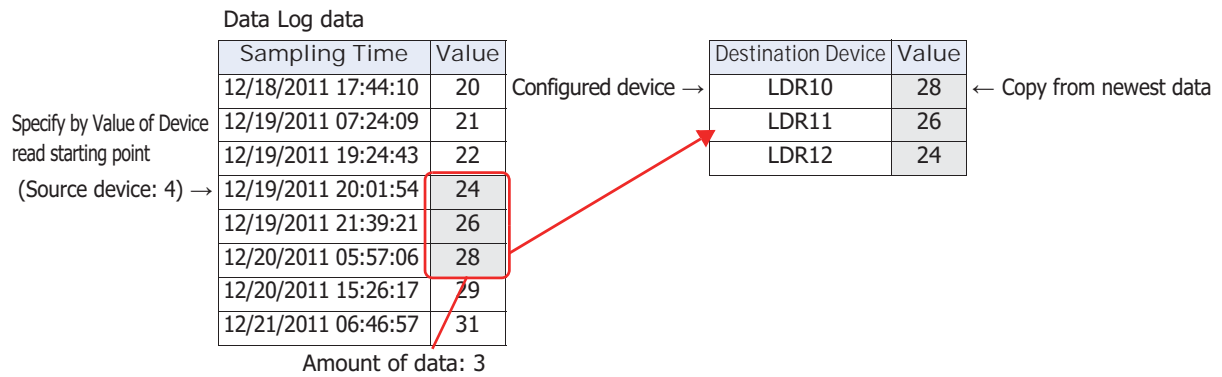 Data Log data
Sampling Time Value
12/18/2011 17:44:10 20
12/19/2011 07:24:09 21
12/19/2011 19:24:43 22
12/19/2011 20:01:54 24
12/19/2011 21:39:21 26
12/20/2011 05:57:06 28
12/20/2011 15:26:17 29
12/21/2011 06:46:57 31
Specify by Value of Device
read starting point
(Source device: 4) →
Amount of data: 3
Destination Device Value
Configured device → LDR10 28 ← Copy from newest data
LDR11 26
LDR12 24